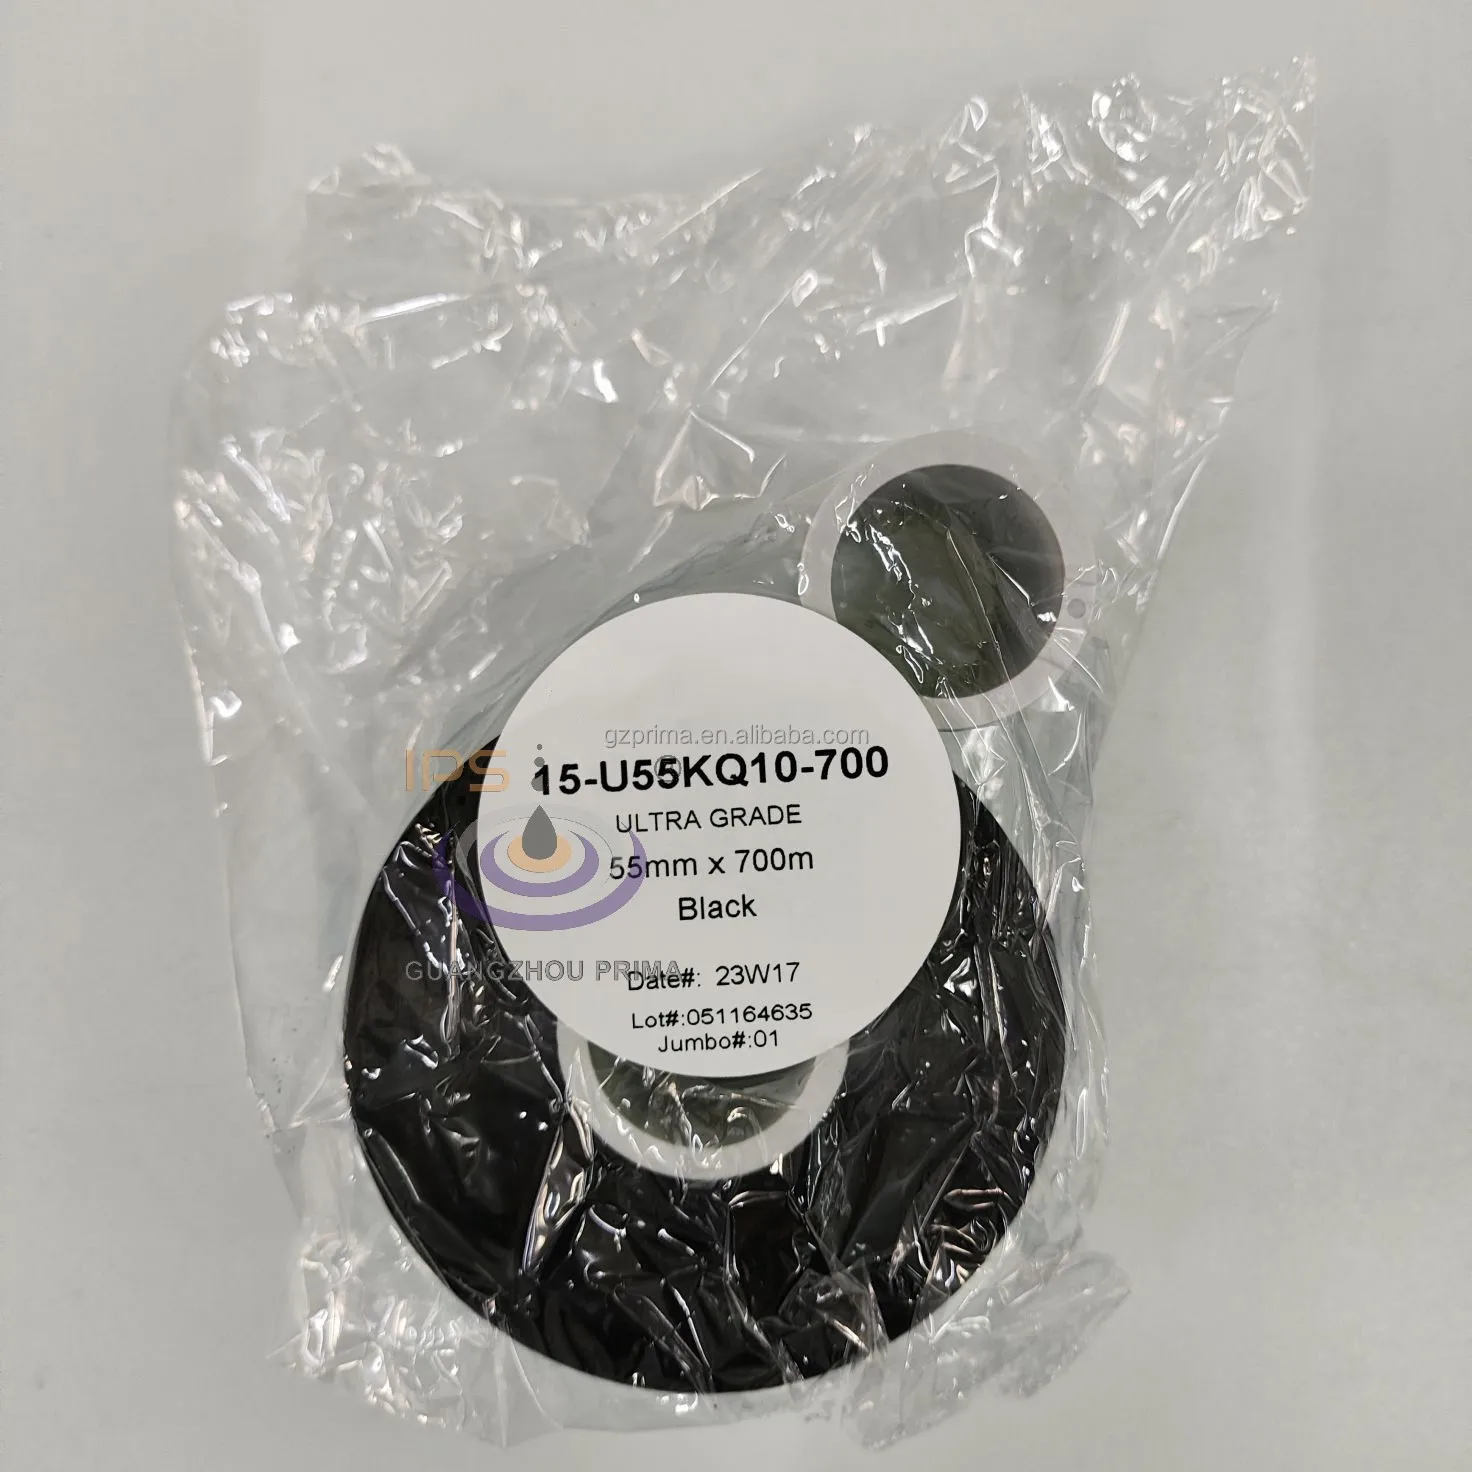 gzprima.en.alibaba.com
IPS
15-U55KQ10-700
ULTRA GRADE
55mm x 700m
Black
GUANGZHOU PRIMA
Date#: 23W17
Lot#:051164635
Jumbo#:01